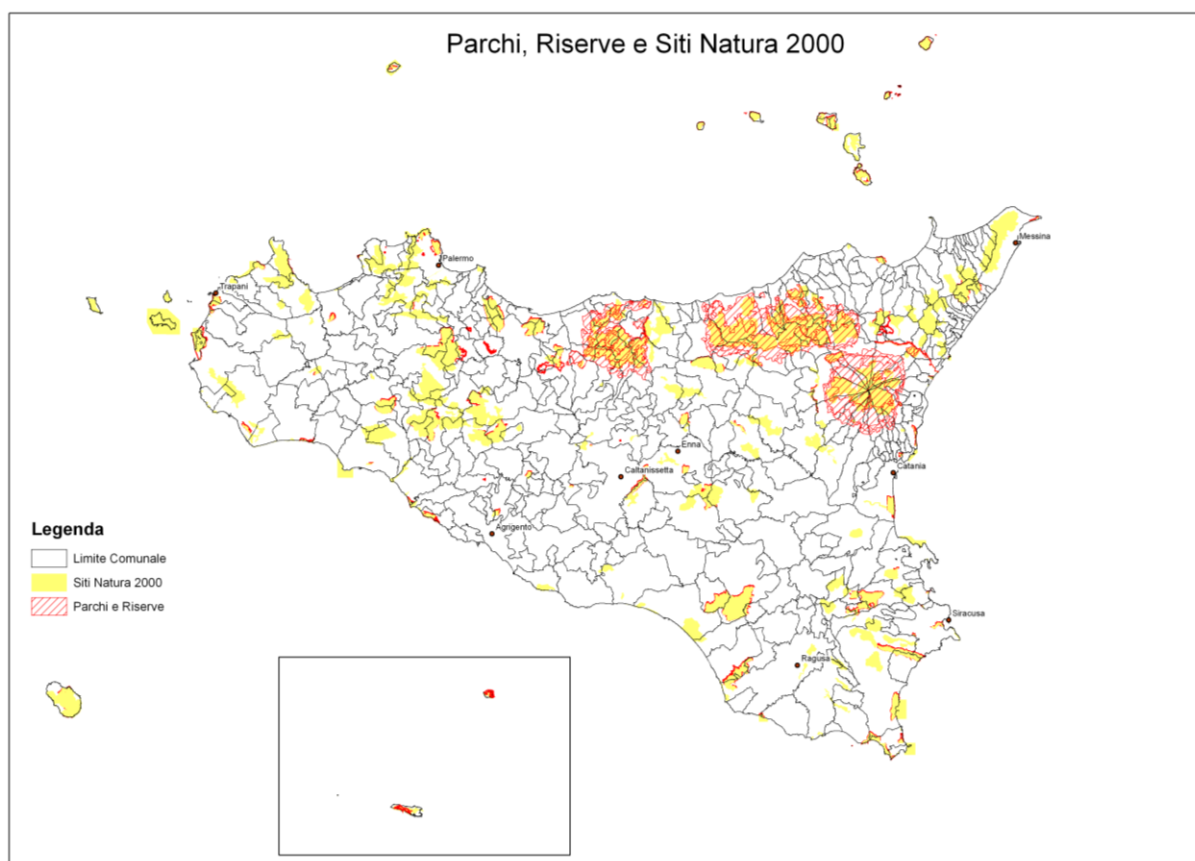 Parchi, Riserve e Siti Natura 2000
Messina
Palermo
Trapani
Enna
Caltanissetta
Catania
Agrigento
Siracusa
Ragusa
Legenda
Limite Comunale
Siti Natura 2000
Parchi e Riserve